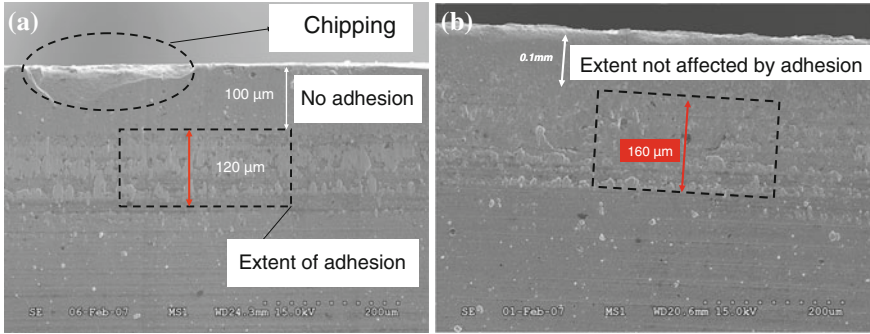 (a)
Chipping
100 µm
No adhesion
120 µm
Extent of adhesion
SE 06-Feb-07 MS1 WD24.3mm 15.0kV 200um
(b)
0.1mm
Extent not affected by adhesion
160 µm
SE 01-Feb-07 MS1 WD20.6mm 15.0kV 200um